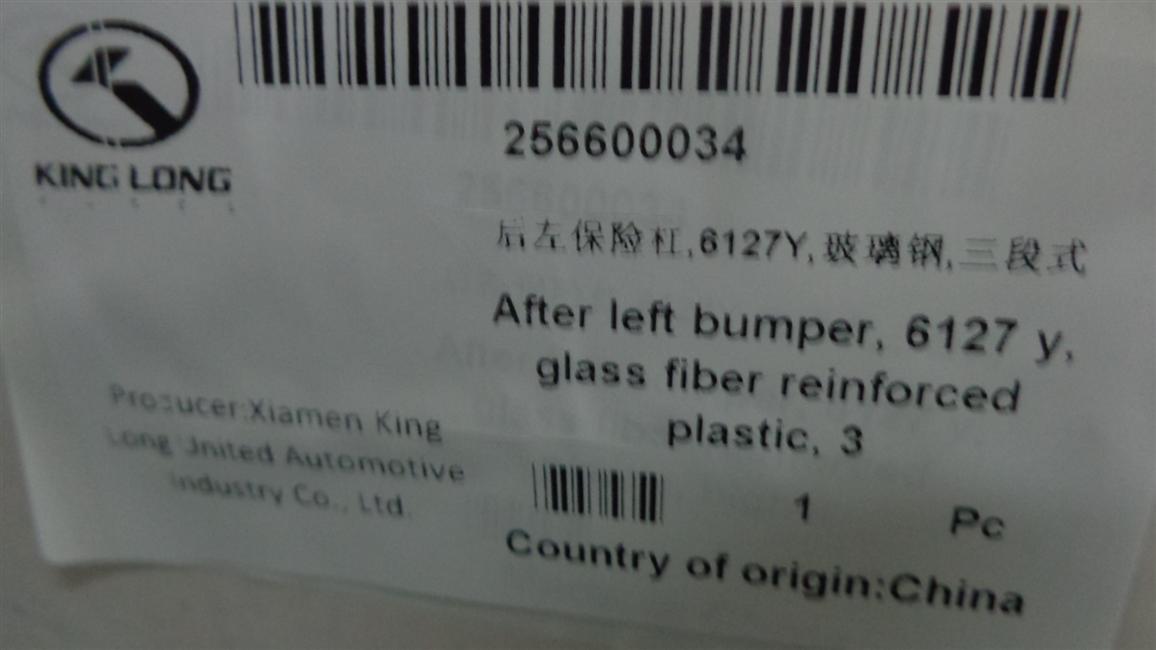 KING LONG
256600034
后左保险杠,6127Y,玻璃钢,三段式
After left bumper, 6127 y,
glass fiber reinforced
plastic, 3
Producer:Xiamen King
Long United Automotive
Industry Co., Ltd.
1 Pc
Country of origin:China